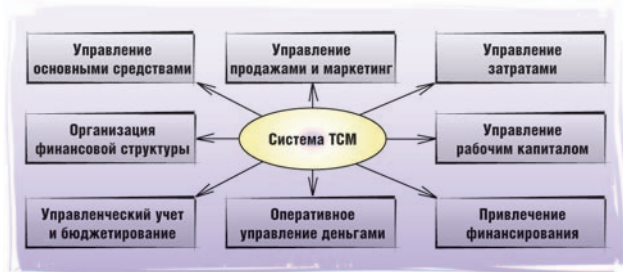 Управление
основными средствами
Управление
продажами и маркетинг
Управление
затратами
Организация
финансовой структуры
Система ТСМ
Управление
рабочим капиталом
Управленческий учет
и бюджетирование
Оперативное
управление деньгами
Привлечение
финансирования